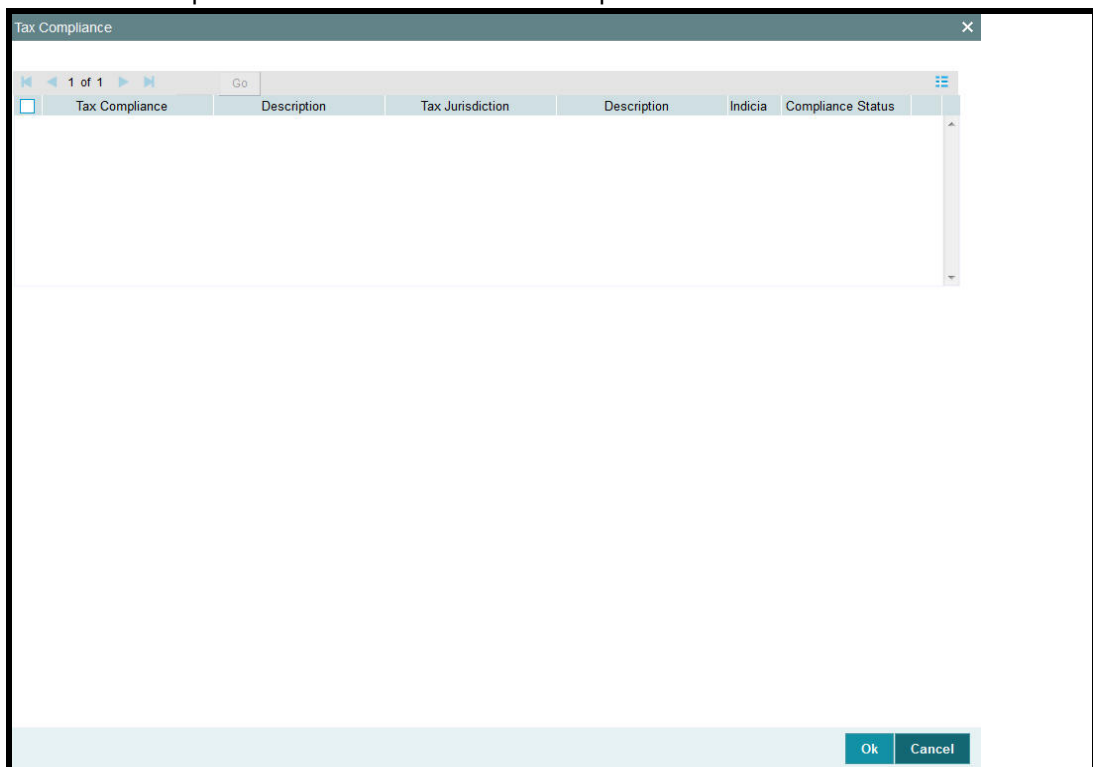 Tax Compliance
1 of 1 Go
Tax Compliance Description Tax Jurisdiction Description Indicia Compliance Status
Ok Cancel